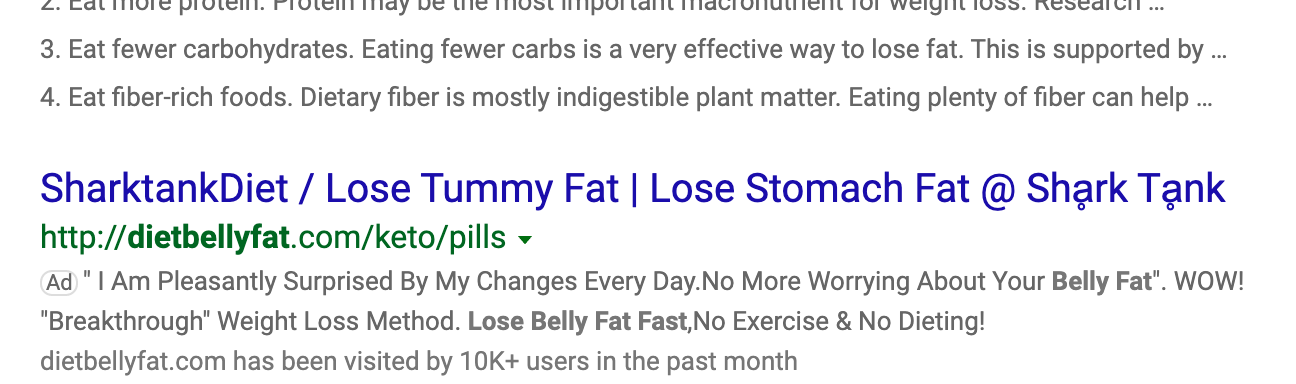 2. Eat more protein. Protein may be the most important macronutrient for weight loss. Research ...
3. Eat fewer carbohydrates. Eating fewer carbs is a very effective way to lose fat. This is supported by ...
4. Eat fiber-rich foods. Dietary fiber is mostly indigestible plant matter. Eating plenty of fiber can help ...
SharktankDiet / Lose Tummy Fat | Lose Stomach Fat @ Shḁrk Tḁnk
http://dietbellyfat.com/keto/pills
Ad " I Am Pleasantly Surprised By My Changes Every Day.No More Worrying About Your Belly Fat". WOW!
"Breakthrough" Weight Loss Method. Lose Belly Fat Fast,No Exercise & No Dieting!
dietbellyfat.com has been visited by 10K+ users in the past month